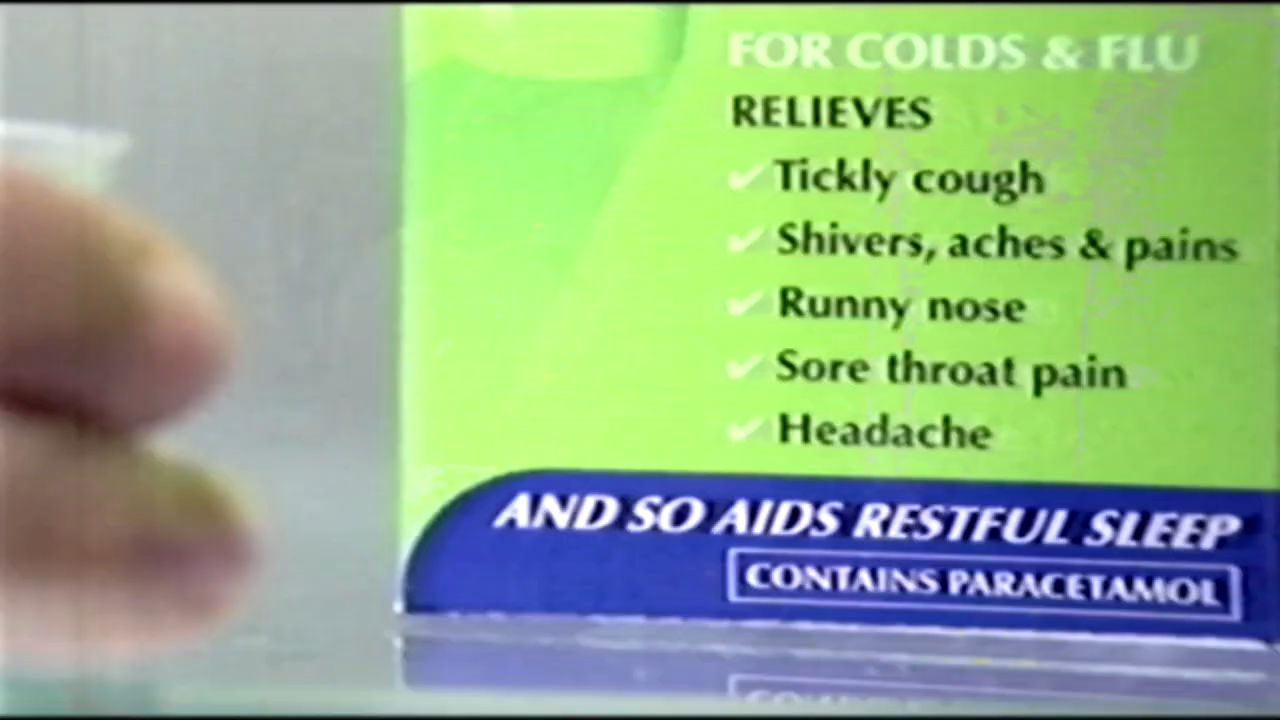 FOR COLDS & FLU
RELIEVES
Tickly cough
Shivers, aches & pains
Runny nose
Sore throat pain
Headache
AND SO AIDS RESTFUL SLEEP
CONTAINS PARACETAMOL